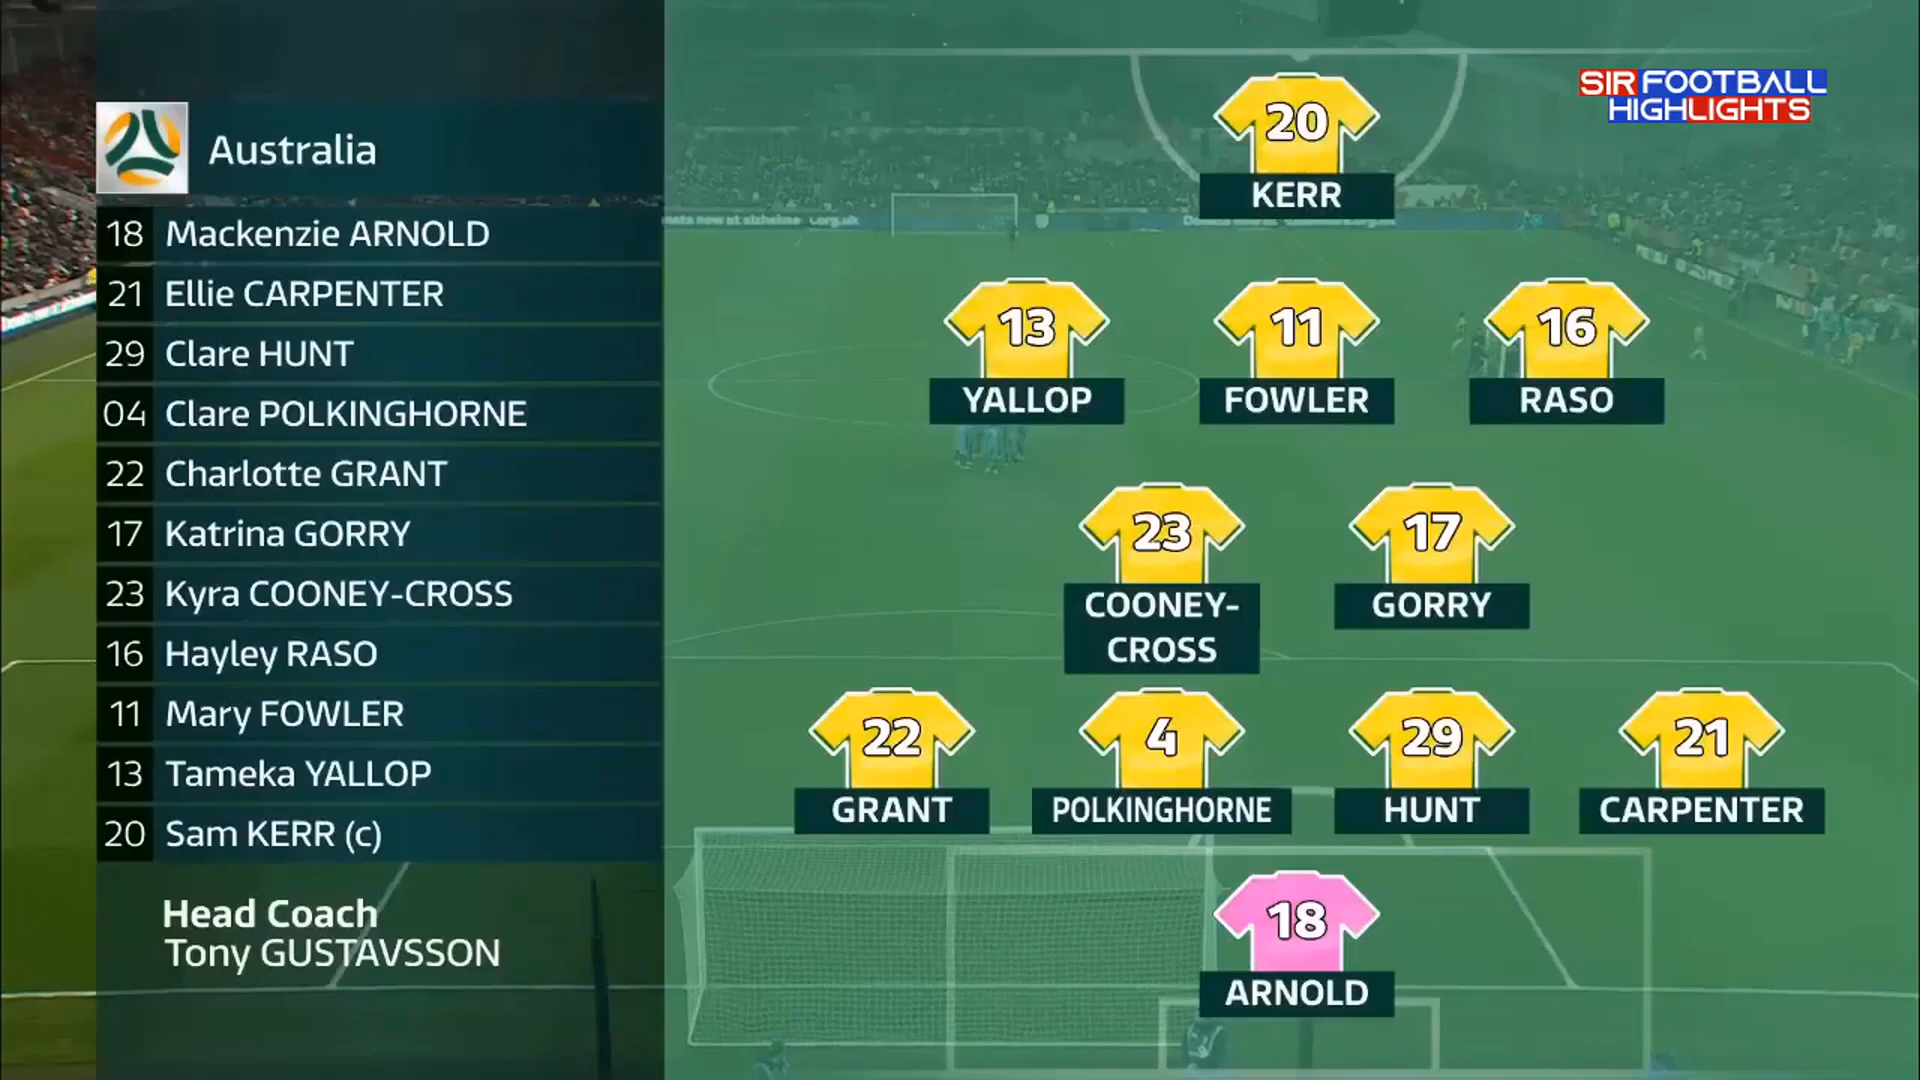 SIR FOOTBALL
HIGHLIGHTS
Australia
18 Mackenzie ARNOLD
21 Ellie CARPENTER
29 Clare HUNT
04 Clare POLKINGHORNE
22 Charlotte GRANT
17 Katrina GORRY
23 Kyra COONEY-CROSS
16 Hayley RASO
11 Mary FOWLER
13 Tameka YALLOP
20 Sam KERR (c)
Head Coach
Tony GUSTAVSSON
20
KERR
13 11 16
YALLOP FOWLER RASO
23 17
COONEY-
CROSS
GORRY
22 4 29 21
GRANT POLKINGHORNE HUNT CARPENTER
18
ARNOLD